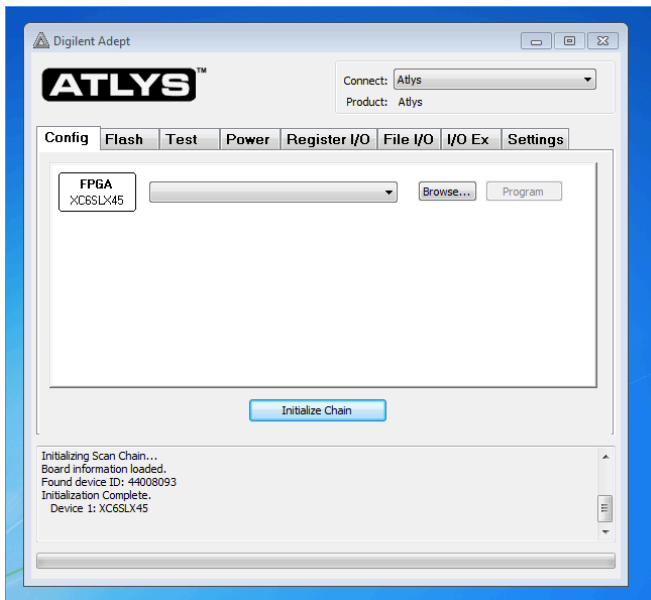 Digilent Adept
ATLYS™
Connect: Atlys
Product: Atlys
Config Flash Test Power Register I/O File I/O I/O Ex Settings
FPGA
XC6SLX45
Browse... Program
Initialize Chain
Initializing Scan Chain...
Board information loaded.
Found device ID: 44008093
Initialization Complete.
Device 1: XC6SLX45